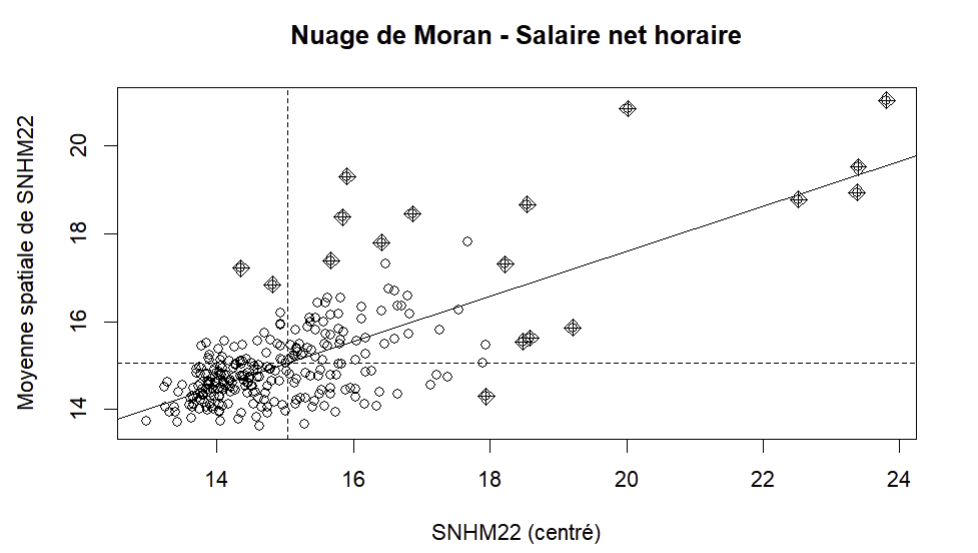 Nuage de Moran - Salaire net horaire
Moyenne spatiale de SNHM22
20
18
16
14
14 16 18 20 22 24
SNHM22 (centré)